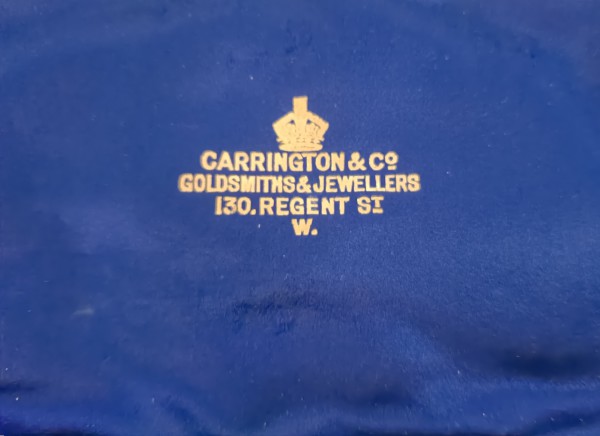 CARRINGTON & Cº
GOLDSMITHS & JEWELLERS
130. REGENT ST
W.